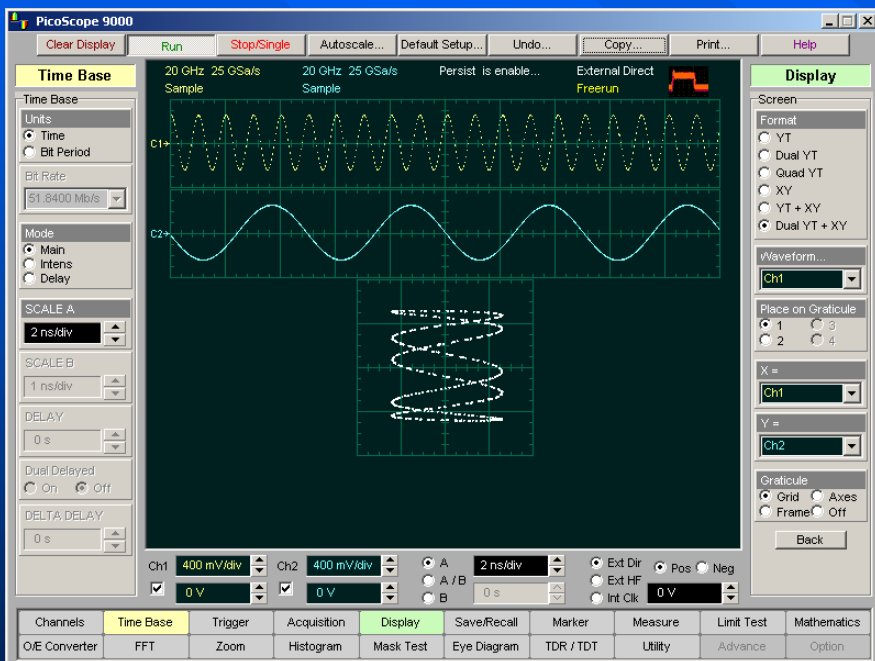 PicoScope 9000
Clear Display Run Stop/Single Autoscale... Default Setup... Undo... Copy... Print... Help
Time Base
Time Base
Units
Time
Bit Period
Bit Rate
51.8400 Mb/s
Mode
Main
Intens
Delay
SCALE A
2 ns/div
SCALE B
1 ns/div
DELAY
0 s
Dual Delayed
On Off
DELTA DELAY
0 s
20 GHz 25 GSa/s 20 GHz 25 GSa/s Persist is enable... External Direct
Sample Sample Freerun
C1
C2
Display
Screen
Format
YT
Dual YT
Quad YT
XY
YT + XY
Dual YT + XY
Waveform...
Ch1
Place on Graticule
1 3
2 4
X =
Ch1
Y =
Ch2
Graticule
Grid Axes
Frame Off
Back
Ch1 400 mV/div Ch2 400 mV/div A 2 ns/div Ext Dir Pos Neg
A / B Ext HF
0 V 0 V B 0 s Int Clk 0 V
Channels Time Base Trigger Acquisition Display Save/Recall Marker Measure Limit Test Mathematics
O/E Converter FFT Zoom Histogram Mask Test Eye Diagram TDR / TDT Utility Advance Option